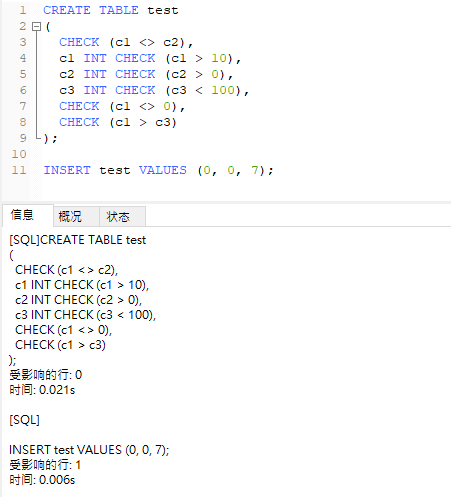 1 CREATE TABLE test
2 (
3 CHECK (c1 <> c2),
4 c1 INT CHECK (c1 > 10),
5 c2 INT CHECK (c2 > 0),
6 c3 INT CHECK (c3 < 100),
7 CHECK (c1 <> 0),
8 CHECK (c1 > c3)
9 );
10
11 INSERT test VALUES (0, 0, 7);
信息 概况 状态
[SQL]CREATE TABLE test
(
CHECK (c1 <> c2),
c1 INT CHECK (c1 > 10),
c2 INT CHECK (c2 > 0),
c3 INT CHECK (c3 < 100),
CHECK (c1 <> 0),
CHECK (c1 > c3)
);
受影响的行: 0
时间: 0.021s
[SQL]
INSERT test VALUES (0, 0, 7);
受影响的行: 1
时间: 0.006s